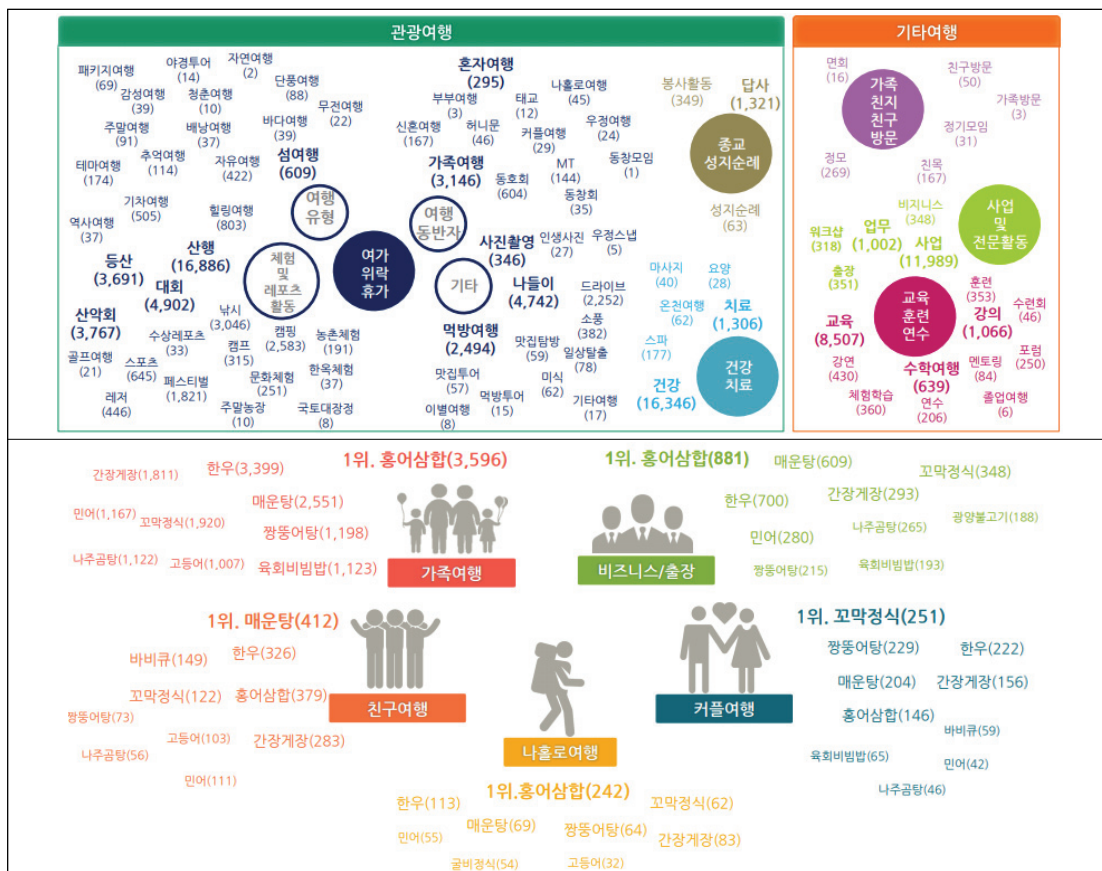 관광여행
패키지여행
(69)
야경투어
(14)
자연여행
(2)
감성여행
(39)
청춘여행
(10)
단풍여행
(88)
무전여행
(22)
주말여행
(91)
배낭여행
(37)
바다여행
(39)
테마여행
(174)
추억여행
(114)
자유여행
(422)
섬여행
(609)
기차여행
(505)
힐링여행
(803)
역사여행
(37)
여행
유형
혼자여행
(295)
나홀로여행
(45)
부부여행
(3)
태교
(12)
신혼여행
(167)
허니문
(46)
커플여행
(29)
우정여행
(24)
가족여행
(3,146)
동호회
(604)
MT
(144)
동창모임
(1)
동창회
(35)
여행
동반자
봉사활동
(349)
답사
(1,321)
종교
성지순례
성지순례
(63)
등산
(3,691)
산행
(16,886)
대회
(4,902)
산악회
(3,767)
체험
및
레포츠
활동
여가
위락
휴가
기타
사진촬영
(346)
인생사진
(27)
우정스냅
(5)
나들이
(4,742)
드라이브
(2,252)
소풍
(382)
먹방여행
(2,494)
맛집탐방
(59)
일상탈출
(78)
맛집투어
(57)
미식
(62)
이별여행
(8)
먹방투어
(15)
기타여행
(17)
낚시
(3,046)
수상레포츠
(33)
캠프
(315)
캠핑
(2,583)
농촌체험
(191)
골프여행
(21)
스포츠
(645)
페스티벌
(1,821)
문화체험
(251)
한옥체험
(37)
레저
(446)
주말농장
(10)
국토대장정
(8)
마사지
(40)
요양
(28)
온천여행
(62)
치료
(1,306)
스파
(177)
건강
(16,346)
건강
치료
기타여행
면회
(16)
친구방문
(50)
가족
친지
친구
방문
가족방문
(3)
정기모임
(31)
정모
(269)
친목
(167)
비지니스
(348)
워크샵
(318)
업무
(1,002)
사업
(11,989)
사업
및
전문활동
출장
(351)
교육
훈련
연수
훈련
(353)
수련회
(46)
교육
(8,507)
강의
(1,066)
강연
(430)
수학여행
(639)
멘토링
(84)
포럼
(250)
체험학습
(360)
연수
(206)
졸업여행
(6)
1위. 홍어삼합(3,596)
간장게장(1,811)
한우(3,399)
매운탕(2,551)
민어(1,167)
꼬막정식(1,920)
짱뚱어탕(1,198)
나주곰탕(1,122)
고등어(1,007)
육회비빔밥(1,123)
가족여행
1위. 홍어삼합(881)
매운탕(609)
꼬막정식(348)
한우(700)
간장게장(293)
광양불고기(188)
민어(280)
나주곰탕(265)
짱뚱어탕(215)
육회비빔밥(193)
비즈니스/출장
1위. 매운탕(412)
바비큐(149)
한우(326)
꼬막정식(122)
홍어삼합(379)
짱뚱어탕(73)
고등어(103)
간장게장(283)
나주곰탕(56)
민어(111)
친구여행
1위. 꼬막정식(251)
짱뚱어탕(229)
한우(222)
매운탕(204)
간장게장(156)
홍어삼합(146)
바비큐(59)
육회비빔밥(65)
민어(42)
나주곰탕(46)
커플여행
나홀로여행
1위.홍어삼합(242)
한우(113)
꼬막정식(62)
민어(55)
매운탕(69)
짱뚱어탕(64)
간장게장(83)
굴비정식(54)
고등어(32)